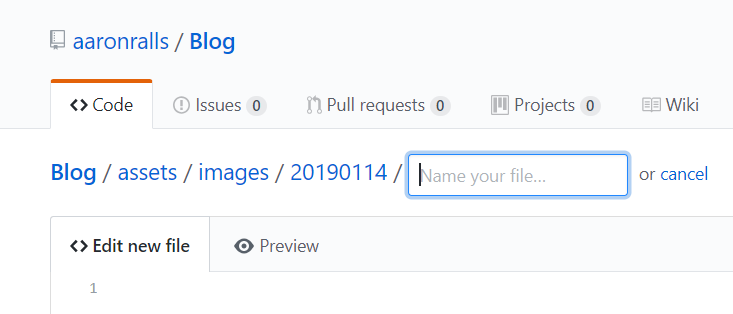 aaronralls / Blog
Code Issues 0 Pull requests 0 Projects 0 Wiki
Blog / assets / images / 20190114 / Name your file... or cancel
Edit new file Preview
1